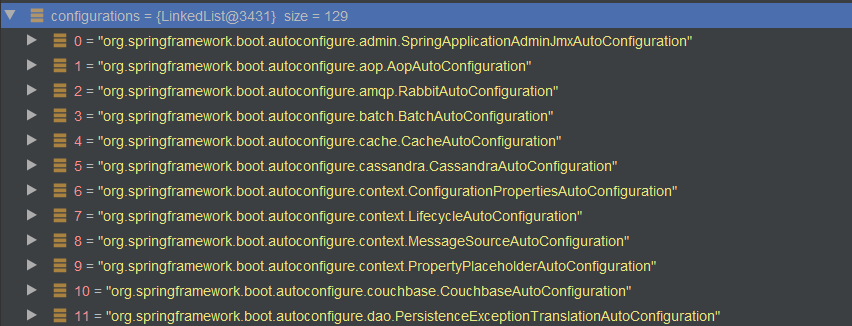 configurations = {LinkedList@3431} size = 129
0 = "org.springframework.boot.autoconfigure.admin.SpringApplicationAdminJmxAutoConfiguration"
1 = "org.springframework.boot.autoconfigure.aop.AopAutoConfiguration"
2 = "org.springframework.boot.autoconfigure.amqp.RabbitAutoConfiguration"
3 = "org.springframework.boot.autoconfigure.batch.BatchAutoConfiguration"
4 = "org.springframework.boot.autoconfigure.cache.CacheAutoConfiguration"
5 = "org.springframework.boot.autoconfigure.cassandra.CassandraAutoConfiguration"
6 = "org.springframework.boot.autoconfigure.context.ConfigurationPropertiesAutoConfiguration"
7 = "org.springframework.boot.autoconfigure.context.LifecycleAutoConfiguration"
8 = "org.springframework.boot.autoconfigure.context.MessageSourceAutoConfiguration"
9 = "org.springframework.boot.autoconfigure.context.PropertyPlaceholderAutoConfiguration"
10 = "org.springframework.boot.autoconfigure.couchbase.CouchbaseAutoConfiguration"
11 = "org.springframework.boot.autoconfigure.dao.PersistenceExceptionTranslationAutoConfiguration"